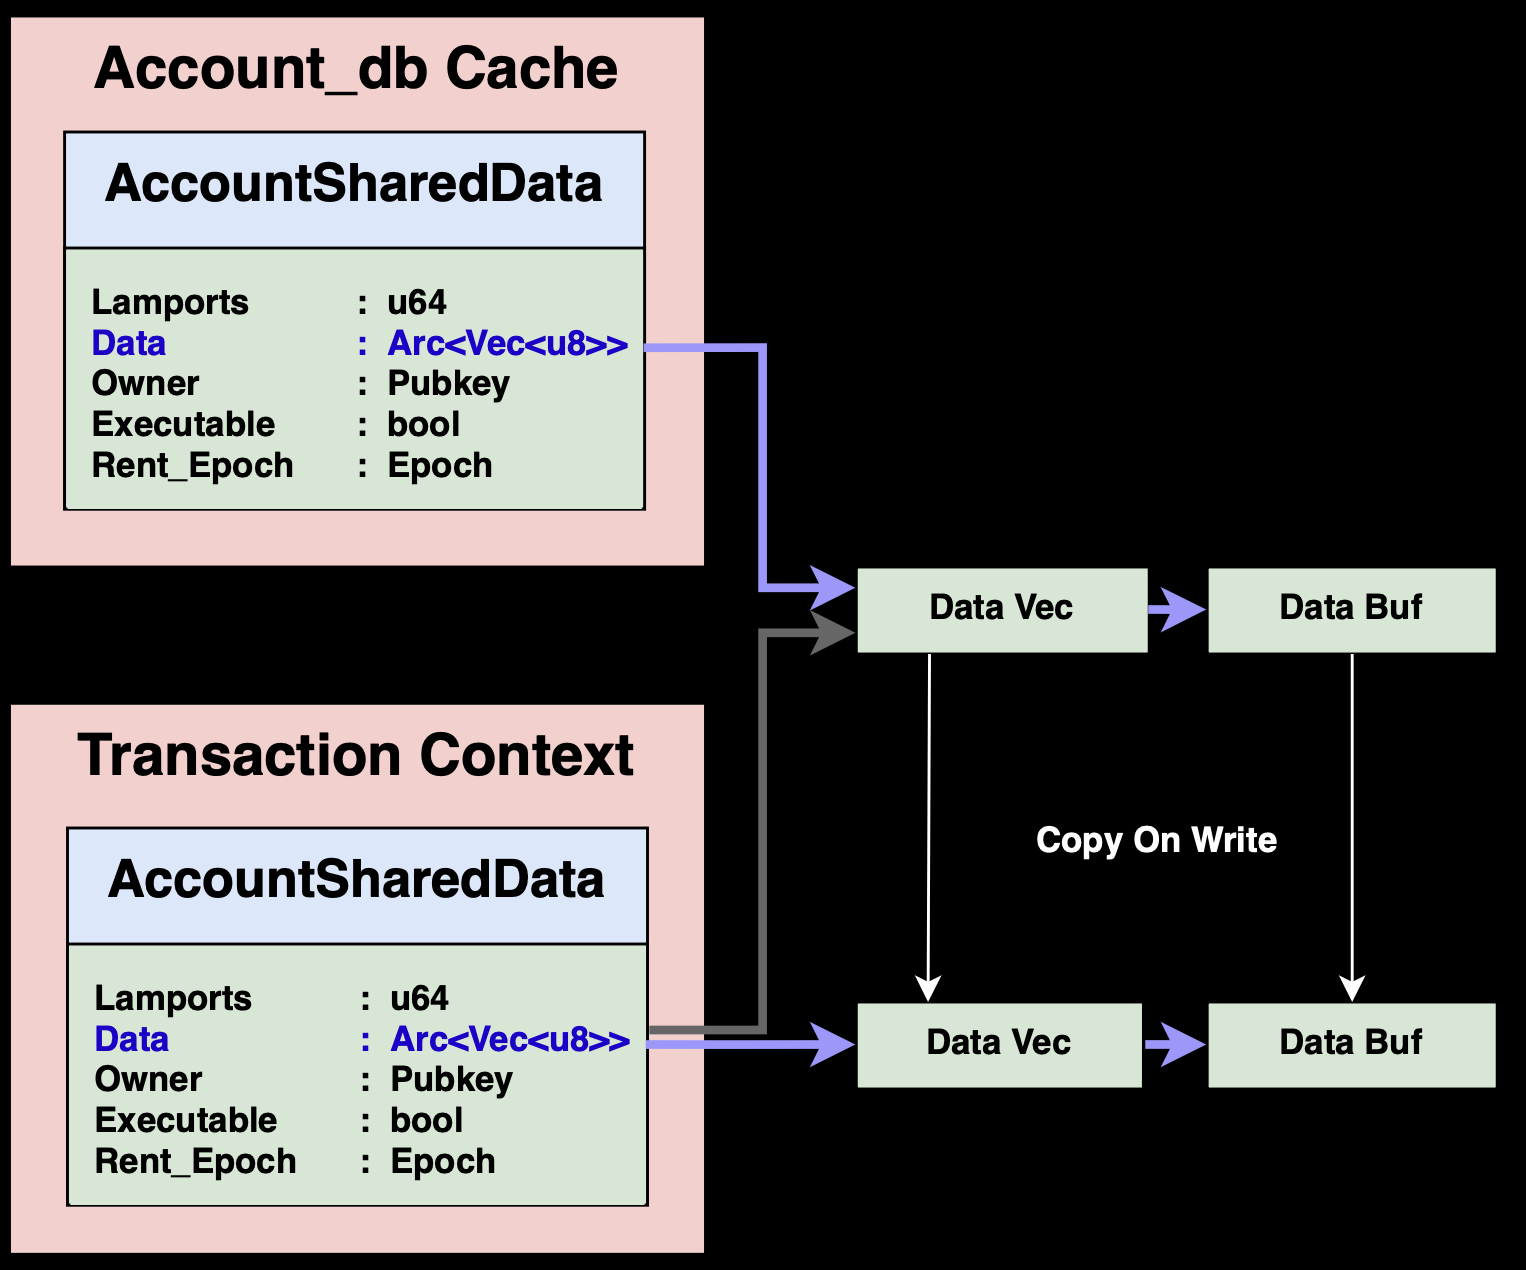 Account_db Cache
AccountSharedData
Lamports : u64
Data : Arc<Vec<u8>>
Owner : Pubkey
Executable : bool
Rent_Epoch : Epoch
Data Vec
Data Buf
Transaction Context
Copy On Write
AccountSharedData
Lamports : u64
Data : Arc<Vec<u8>>
Owner : Pubkey
Executable : bool
Rent_Epoch : Epoch
Data Vec
Data Buf